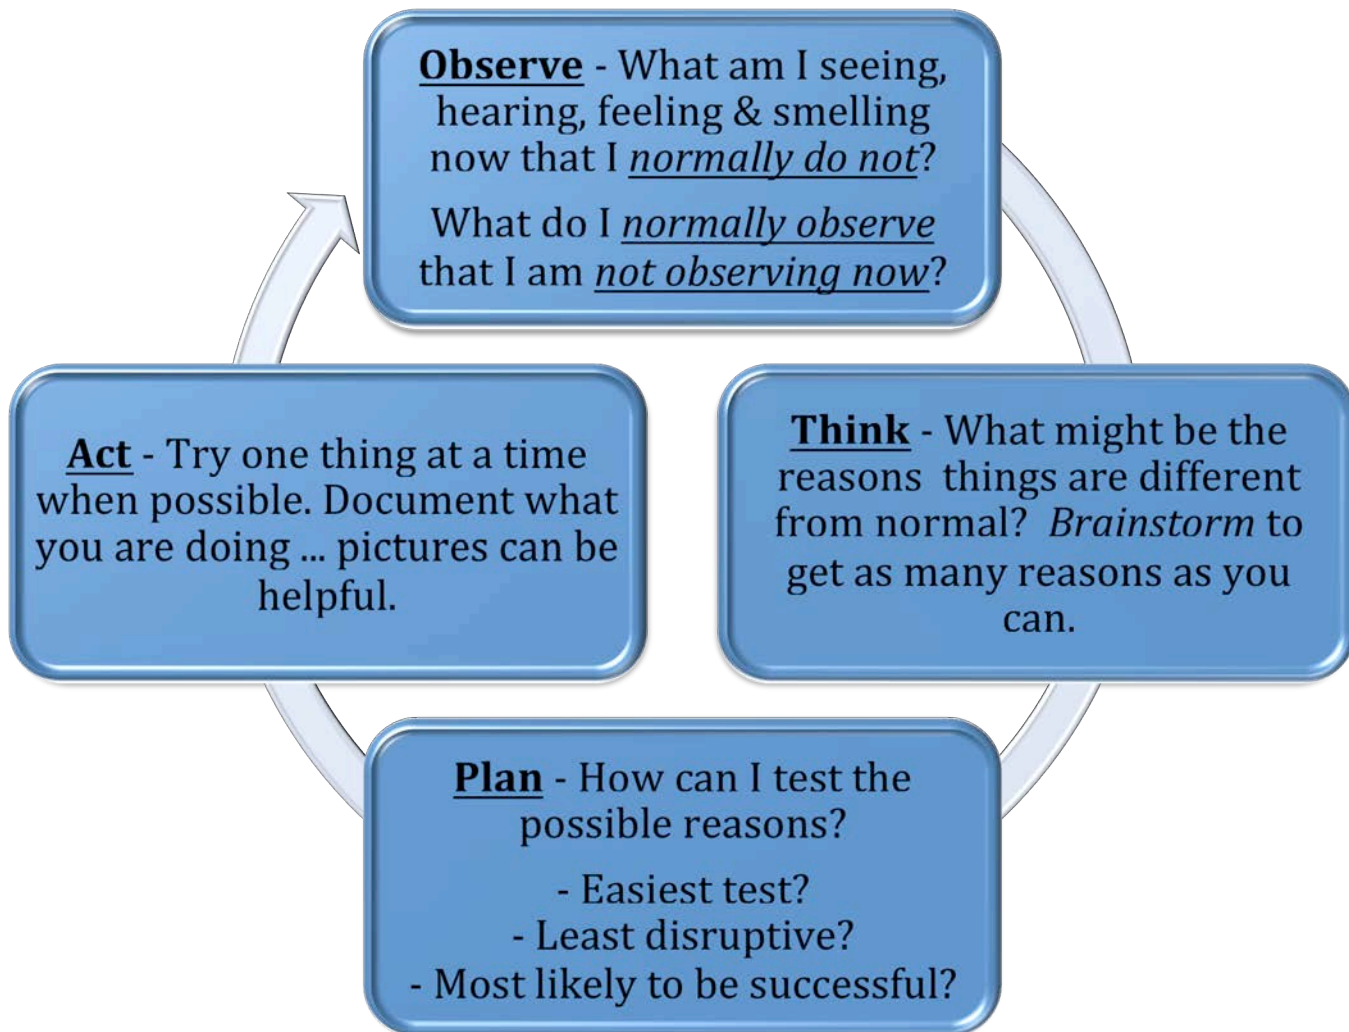 Observe - What am I seeing,
hearing, feeling & smelling
now that I normally do not?
What do I normally observe
that I am not observing now?
Think - What might be the
reasons  things are different
from normal?  Brainstorm to
get as many reasons as you
can.
Plan - How can I test the
possible reasons?
- Easiest test?
- Least disruptive?
- Most likely to be successful?
Act - Try one thing at a time
when possible. Document what
you are doing ... pictures can be
helpful.